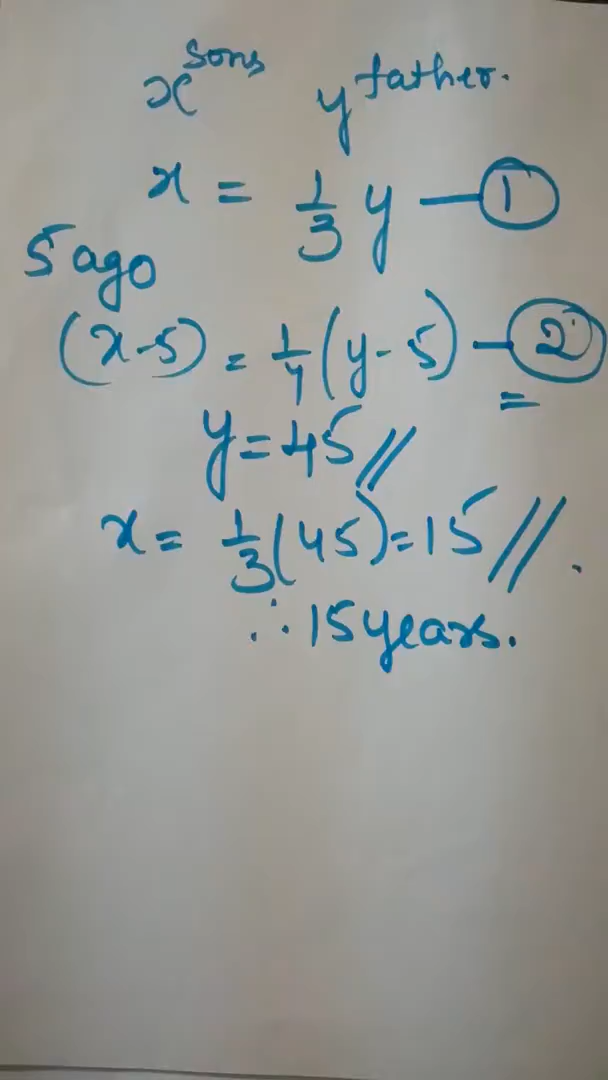 sons
x y father.
x = 1/3 y — 1
5 ago
(x-5) = 1/4 (y-5) — 2
=
y = 45 //
x = 1/3 (45) = 15 // .
∴ 15 years.